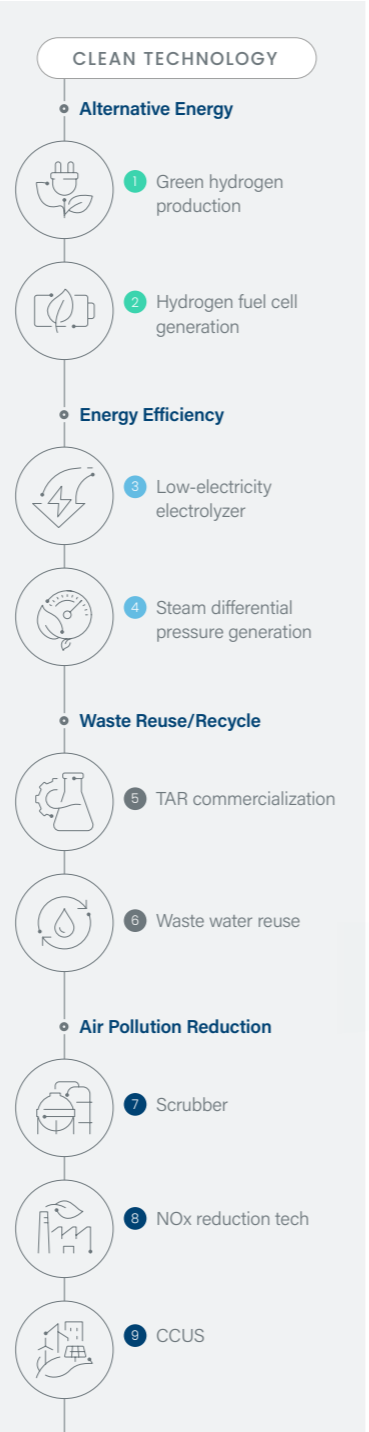 CLEAN TECHNOLOGY
Alternative Energy
1 Green hydrogen
production
2 Hydrogen fuel cell
generation
Energy Efficiency
3 Low-electricity
electrolyzer
4 Steam differential
pressure generation
Waste Reuse/Recycle
5 TAR commercialization
6 Waste water reuse
Air Pollution Reduction
7 Scrubber
8 NOx reduction tech
9 CCUS